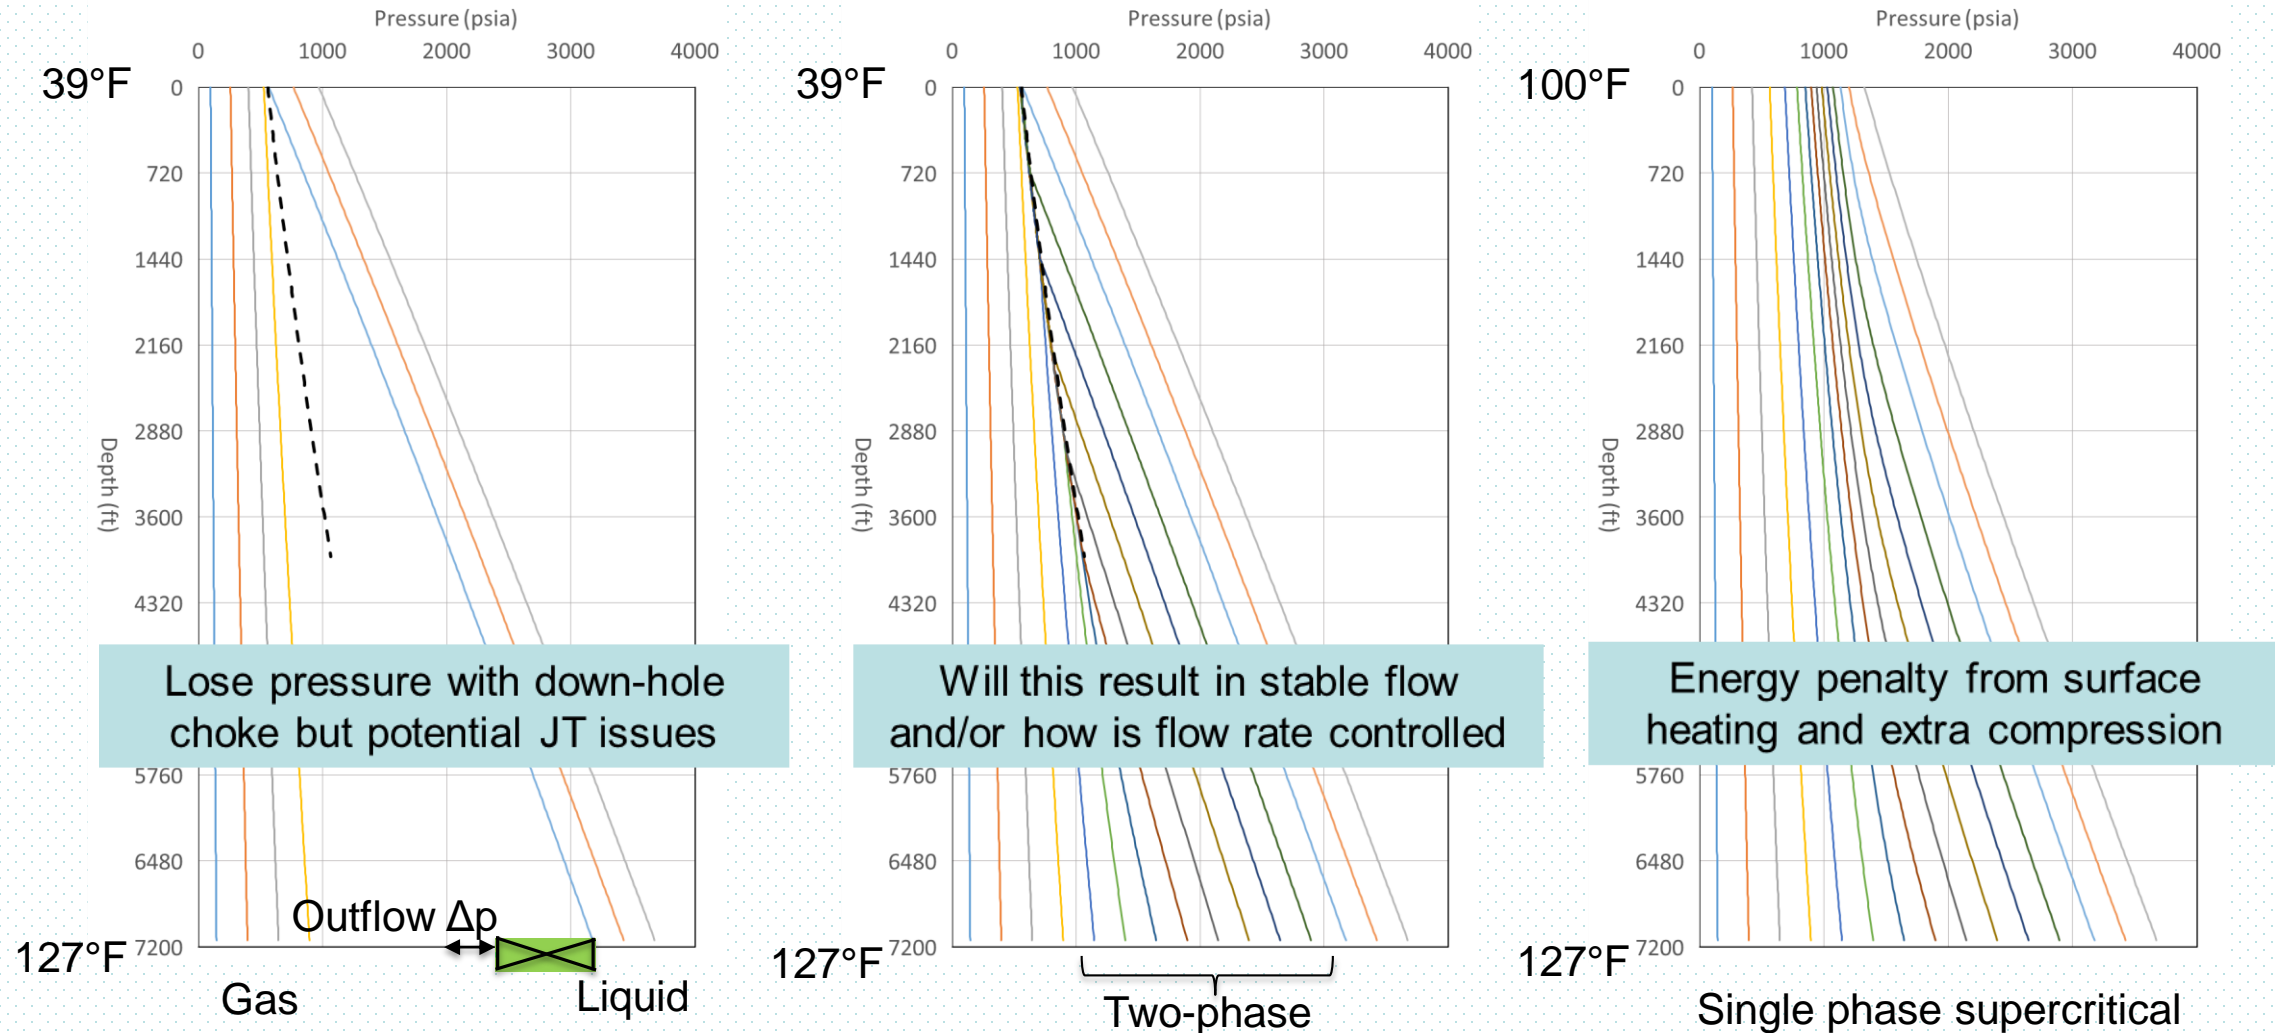 Pressure (psia)
0 1000 2000 3000 4000
39°F
0
720
1440
2160
2880
3600
4320
5760
6480
7200
Depth (ft)
Lose pressure with down-hole
choke but potential JT issues
Outflow Δp
127°F
Gas
Liquid
Pressure (psia)
0 1000 2000 3000 4000
39°F
0
720
1440
2160
2880
3600
4320
5760
6480
7200
Depth (ft)
Will this result in stable flow
and/or how is flow rate controlled
127°F
Two-phase
Pressure (psia)
0 1000 2000 3000 4000
100°F
0
720
1440
2160
2880
3600
4320
5760
6480
7200
Depth (ft)
Energy penalty from surface
heating and extra compression
127°F
Single phase supercritical